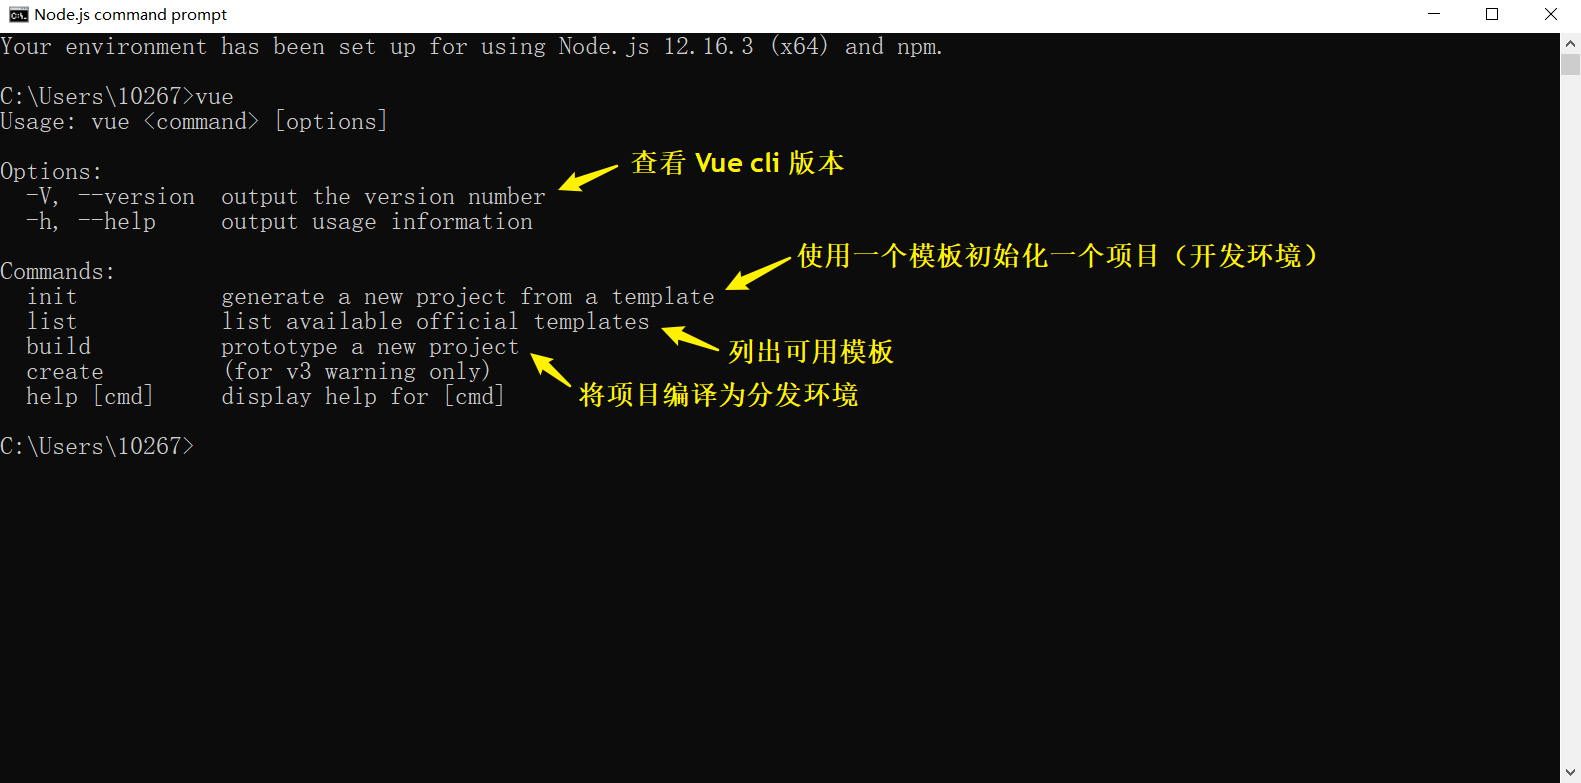 Node.js command prompt
Your environment has been set up for using Node.js 12.16.3 (x64) and npm.
C:\Users\10267>vue
Usage: vue <command> [options]
Options:
查看 Vue cli 版本
-V, --version  output the version number
-h, --help     output usage information
使用一个模板初始化一个项目（开发环境）
Commands:
init           generate a new project from a template
list           list available official templates
列出可用模板
build          prototype a new project
create         (for v3 warning only)
将项目编译为分发环境
help [cmd]     display help for [cmd]
C:\Users\10267>